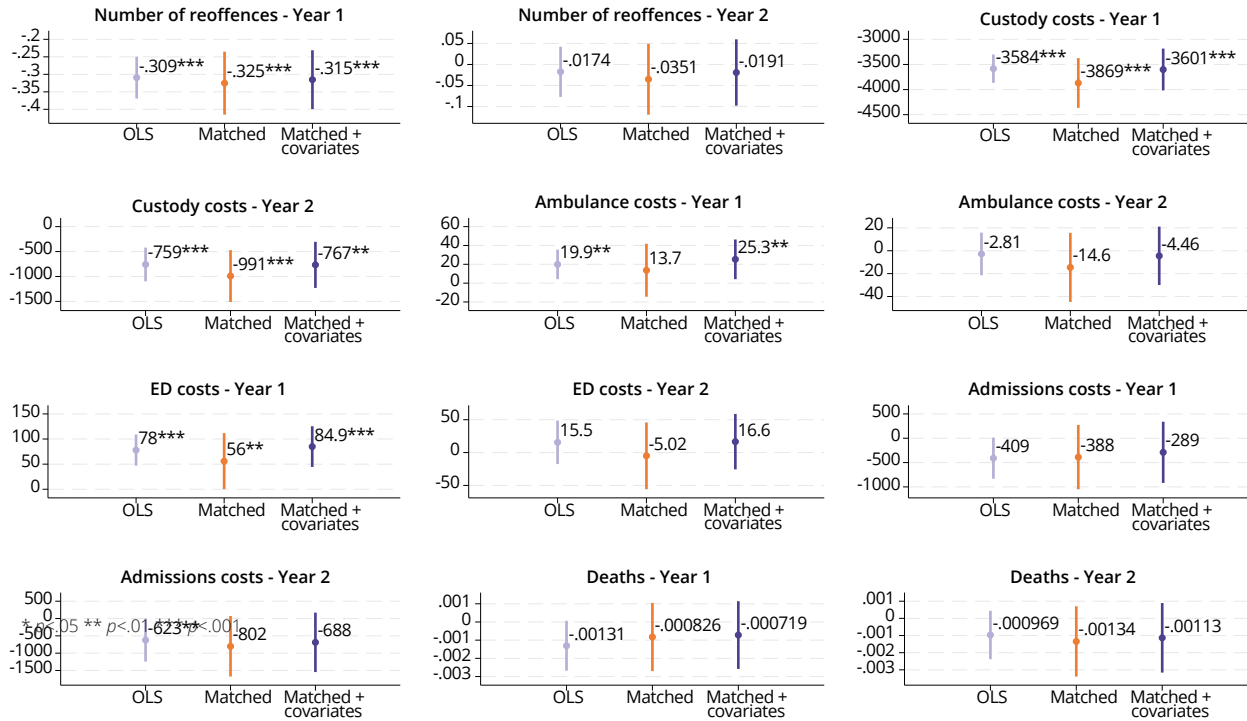 Number of reoffences - Year 1
-.2
-.25
-.3
-.35
-.4
-.309***
-.325***
-.315***
OLS
Matched
Matched +
covariates
Number of reoffences - Year 2
.05
0
-.05
-.1
-.0174
-.0351
-.0191
OLS
Matched
Matched +
covariates
Custody costs - Year 1
-3000
-3500
-4000
-4500
-3584***
-3869***
-3601***
OLS
Matched
Matched +
covariates
Custody costs - Year 2
0
-500
-1000
-1500
-759***
-991***
-767**
OLS
Matched
Matched +
covariates
Ambulance costs - Year 1
60
40
20
0
-20
19.9**
13.7
25.3**
OLS
Matched
Matched +
covariates
Ambulance costs - Year 2
20
0
-20
-40
-2.81
-14.6
-4.46
OLS
Matched
Matched +
covariates
ED costs - Year 1
150
100
50
0
78***
56**
84.9***
OLS
Matched
Matched +
covariates
ED costs - Year 2
50
0
-50
15.5
-5.02
16.6
OLS
Matched
Matched +
covariates
Admissions costs - Year 1
500
0
-500
-1000
-409
-388
-289
OLS
Matched
Matched +
covariates
Admissions costs - Year 2
500
0
-500
-1000
-1500
-623**
-802
-688
* p<.05 ** p<.01 *** p<.001
OLS
Matched
Matched +
covariates
Deaths - Year 1
.001
0
-.001
-.002
-.003
-.00131
-.000826
-.000719
OLS
Matched
Matched +
covariates
Deaths - Year 2
.001
0
-.001
-.002
-.003
-.000969
-.00134
-.00113
OLS
Matched
Matched +
covariates